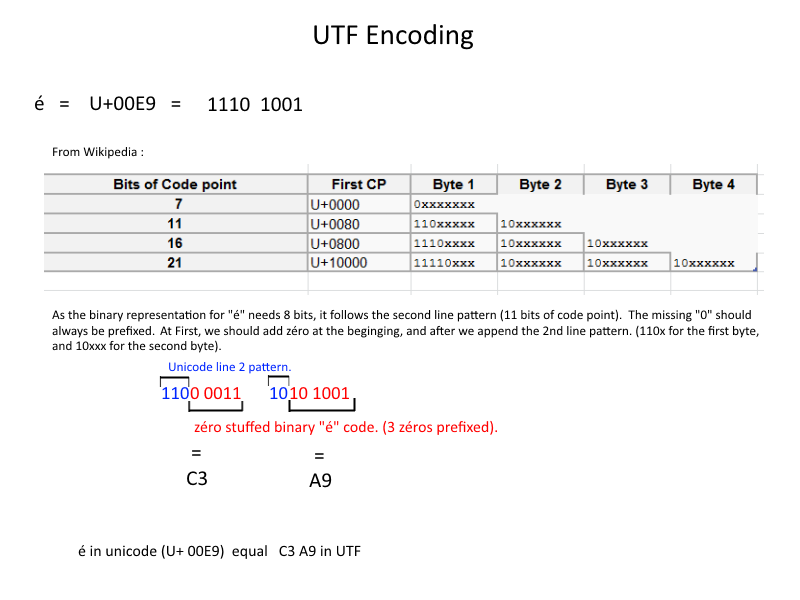 UTF Encoding
é = U+00E9 = 1110 1001
From Wikipedia :
Bits of Code point First CP Byte 1 Byte 2 Byte 3 Byte 4
7 U+0000 0xxxxxxx
11 U+0080 110xxxxx 10xxxxxx
16 U+0800 1110xxxx 10xxxxxx 10xxxxxx
21 U+10000 11110xxx 10xxxxxx 10xxxxxx 10xxxxxx
As the binary representation for "é" needs 8 bits, it follows the second line pattern (11 bits of code point). The missing "0" should
always be prefixed. At First, we should add zéro at the beginging, and after we append the 2nd line pattern. (110x for the first byte,
and 10xxx for the second byte).
Unicode line 2 pattern.
1100 0011 1010 1001
zéro stuffed binary "é" code. (3 zéros prefixed).
= =
C3 A9
é in unicode (U+ 00E9) equal C3 A9 in UTF